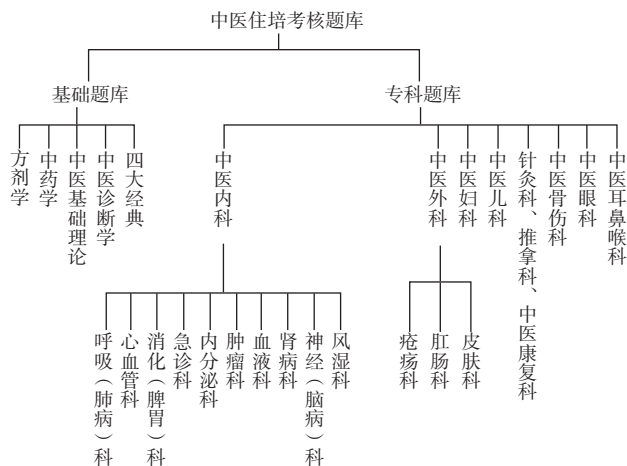 中医住培考核题库
基础题库
专科题库
方剂学
中药学
中医基础理论
中医诊断学
四大经典
中医内科
中医外科
中医妇科
中医儿科
针灸科、推拿科、中医康复科
中医骨伤科
中医眼科
中医耳鼻喉科
呼吸（肺病）科
心血管科
消化（脾胃）科
急诊科
内分泌科
肿瘤科
血液科
肾病科
神经（脑病）科
风湿科
疮疡科
肛肠科
皮肤科